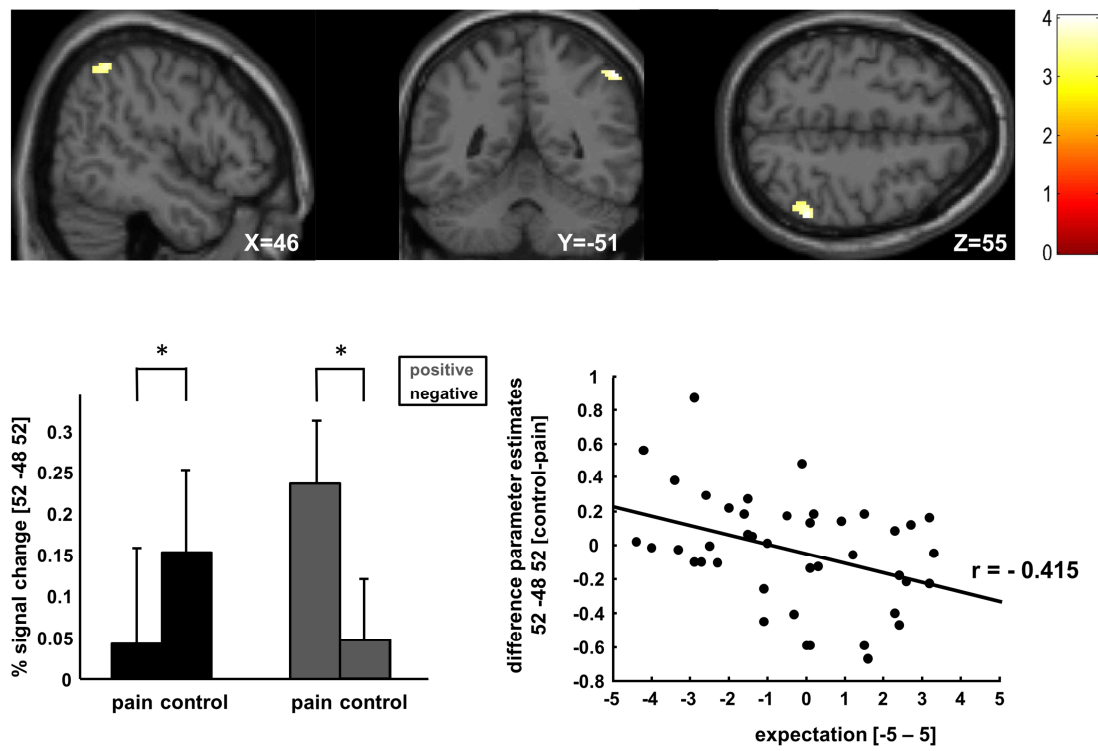 X=46
Y=-51
Z=55
4
3
2
1
0
% signal change [52 -48 52]
0.3
0.25
0.2
0.15
0.1
0.05
0
*
*
positive
negative
pain control
pain control
difference parameter estimates
52 -48 52 [control-pain]
1
0.8
0.6
0.4
0.2
0
-0.2
-0.4
-0.6
-0.8
r = - 0.415
-5 -4 -3 -2 -1 0 1 2 3 4 5
expectation [-5 – 5]